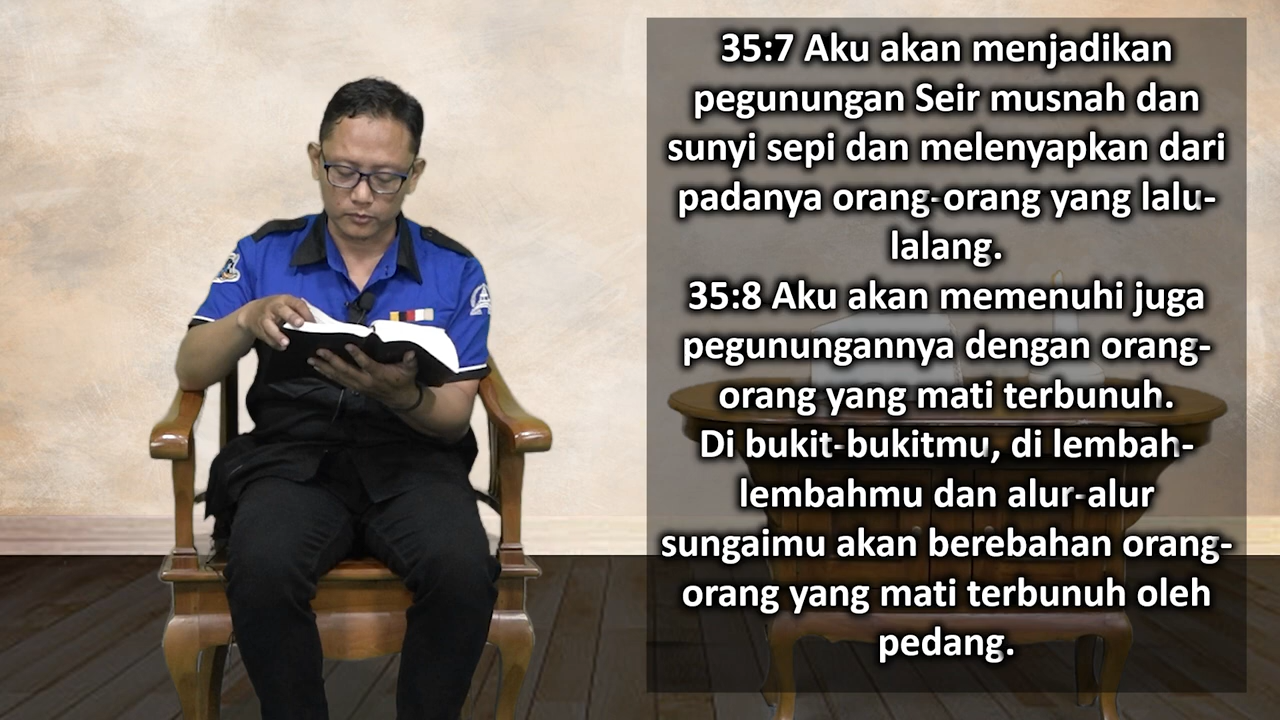 35:7 Aku akan menjadikan
pegunungan Seir musnah dan
sunyi sepi dan melenyapkan dari
padanya orang-orang yang lalu-
lalang.
35:8 Aku akan memenuhi juga
pegunungannya dengan orang-
orang yang mati terbunuh.
Di bukit-bukitmu, di lembah-
lembahmu dan alur-alur
sungaimu akan berebahan orang-
orang yang mati terbunuh oleh
pedang.